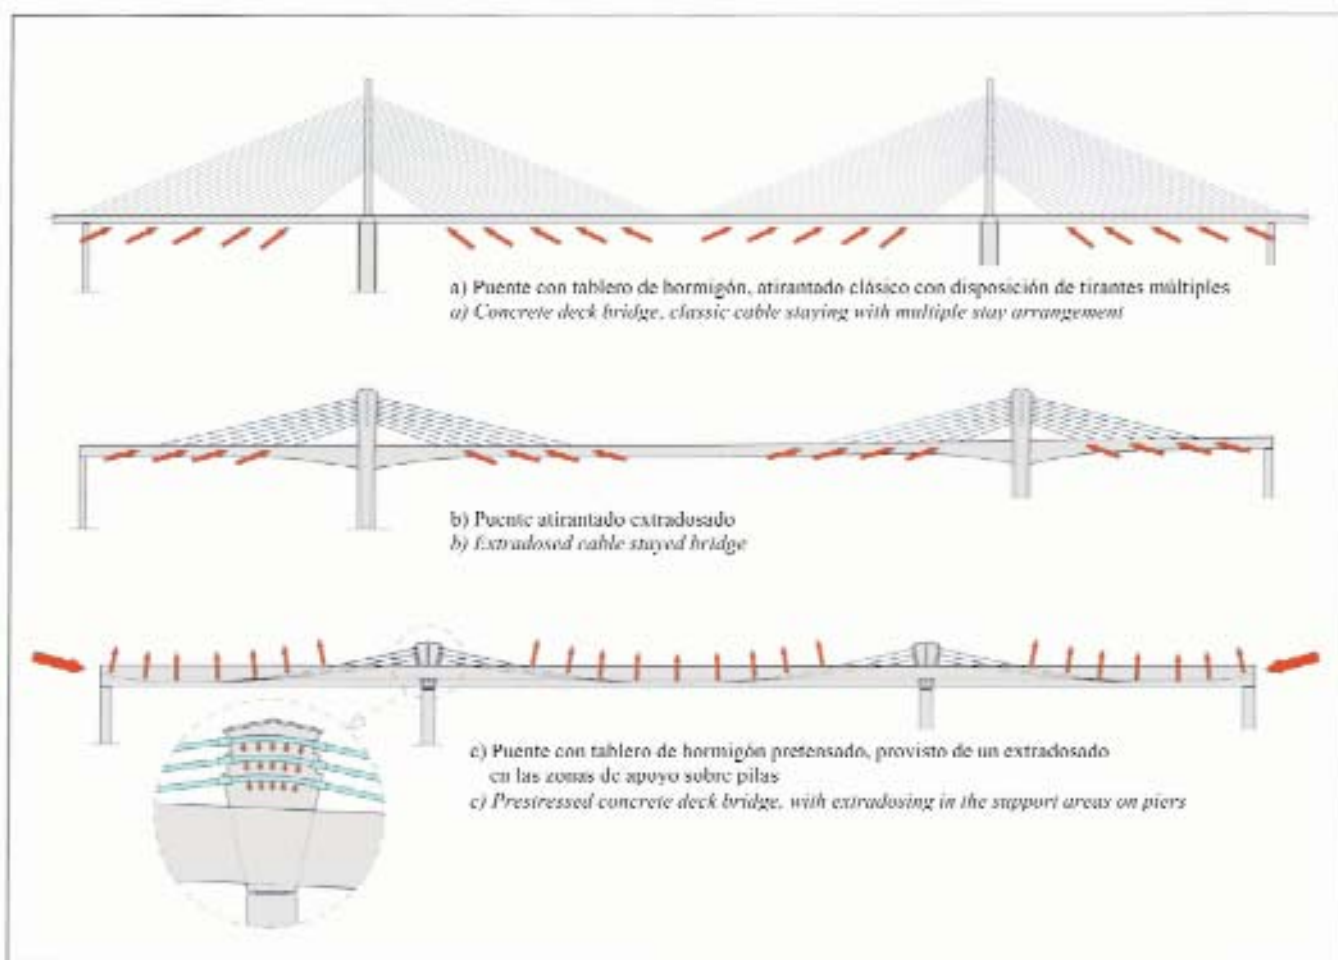 a) Puente con tablero de hormigón, atirantado clásico con disposición de tirantes múltiples
a) Concrete deck bridge, classic cable staying with multiple stay arrangement
b) Puente atirantado extradosado
b) Extradosed cable stayed bridge
c) Puente con tablero de hormigón pretensado, provisto de un extradosado
en las zonas de apoyo sobre pilas
c) Prestressed concrete deck bridge, with extradosing in the support areas on piers